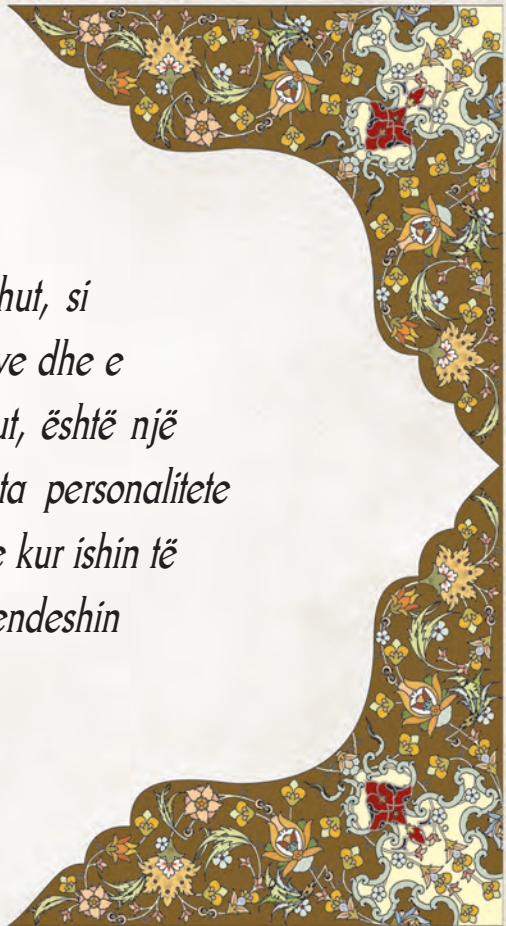 hut, si
ve dhe e
ut, është një
ta personalitete
e kur ishin të
endeshin